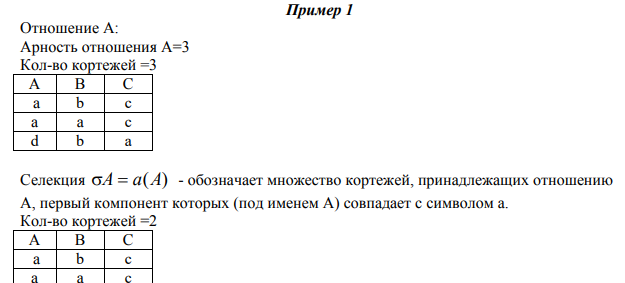 Пример 1
Отношение А:
Арность отношения А=3
Кол-во кортежей =3
A B C
a b c
a a c
d b a
Селекция σA = a(A) - обозначает множество кортежей, принадлежащих отношению
А, первый компонент которых (под именем А) совпадает с символом а.
Кол-во кортежей =2
A B C
a b c
a a c